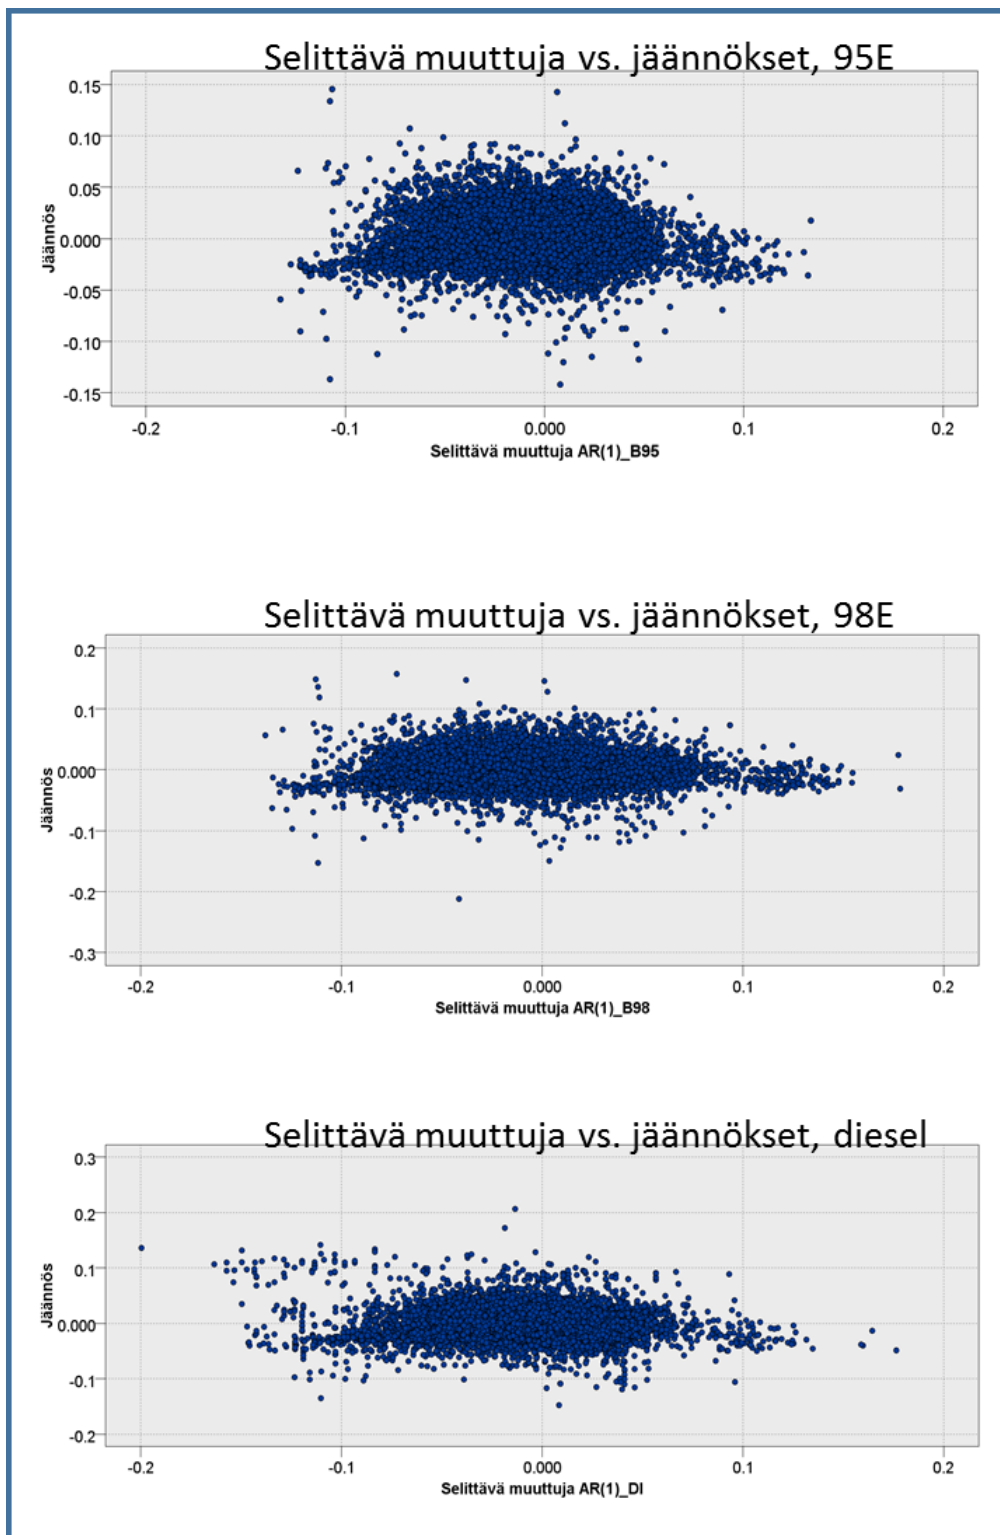 Selittävä muuttuja vs. jäännökset, 95E
0.15
0.10
0.05
0.000
-0.05
-0.10
-0.15
Jäännös
-0.2 -0.1 0.000 0.1 0.2
Selittävä muuttuja AR(1)_B95
Selittävä muuttuja vs. jäännökset, 98E
0.2
0.1
0.000
-0.1
-0.2
-0.3
Jäännös
-0.2 -0.1 0.000 0.1 0.2
Selittävä muuttuja AR(1)_B98
Selittävä muuttuja vs. jäännökset, diesel
0.3
0.2
0.1
0.000
-0.1
-0.2
Jäännös
-0.2 -0.1 0.000 0.1 0.2
Selittävä muuttuja AR(1)_DI